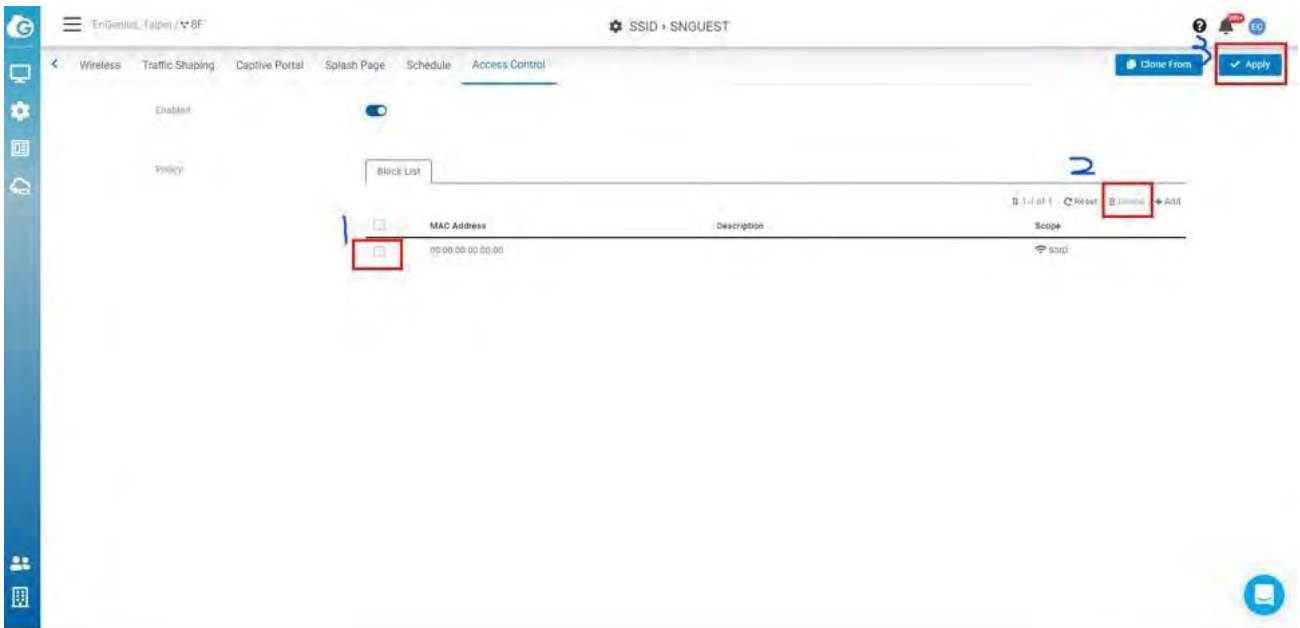 EnGenius, Taipei / 8F
SSID › SNGUEST
99+
EC
3
Wireless Traffic Shaping Captive Portal Splash Page Schedule Access Control
Clone From
Apply
Enabled
2
Policy
Block List
1-1 of 1 Reset Delete + Add
1
MAC Address Description Scope
00:00:00:00:00:00 SSID